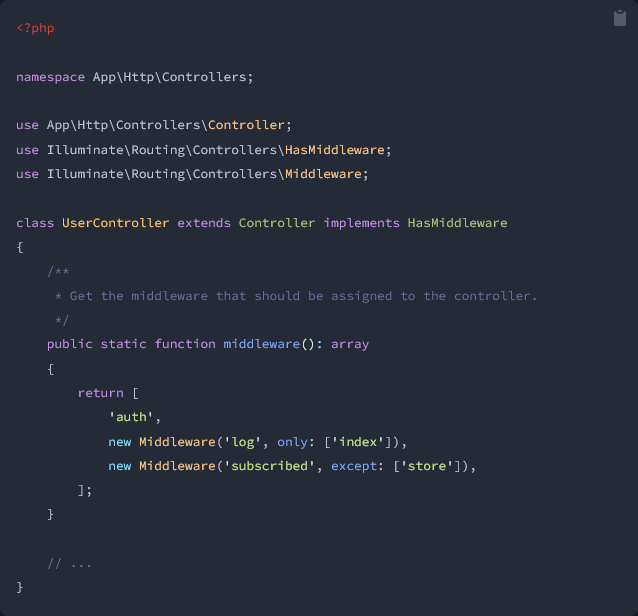 <?php
namespace App\Http\Controllers;
use App\Http\Controllers\Controller;
use Illuminate\Routing\Controllers\HasMiddleware;
use Illuminate\Routing\Controllers\Middleware;
class UserController extends Controller implements HasMiddleware
{
    /**
     * Get the middleware that should be assigned to the controller.
     */
    public static function middleware(): array
    {
        return [
            'auth',
            new Middleware('log', only: ['index']),
            new Middleware('subscribed', except: ['store']),
        ];
    }
    // ...
}